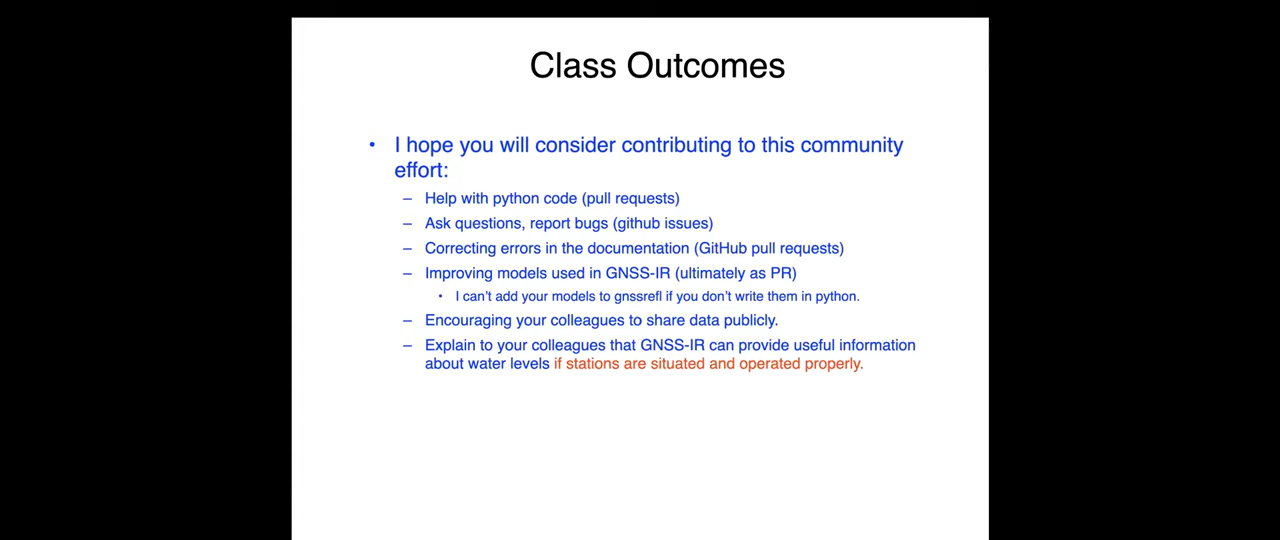 Class Outcomes
• I hope you will consider contributing to this community
effort:
– Help with python code (pull requests)
– Ask questions, report bugs (github issues)
– Correcting errors in the documentation (GitHub pull requests)
– Improving models used in GNSS-IR (ultimately as PR)
• I can't add your models to gnssrefl if you don't write them in python.
– Encouraging your colleagues to share data publicly.
– Explain to your colleagues that GNSS-IR can provide useful information
about water levels if stations are situated and operated properly.